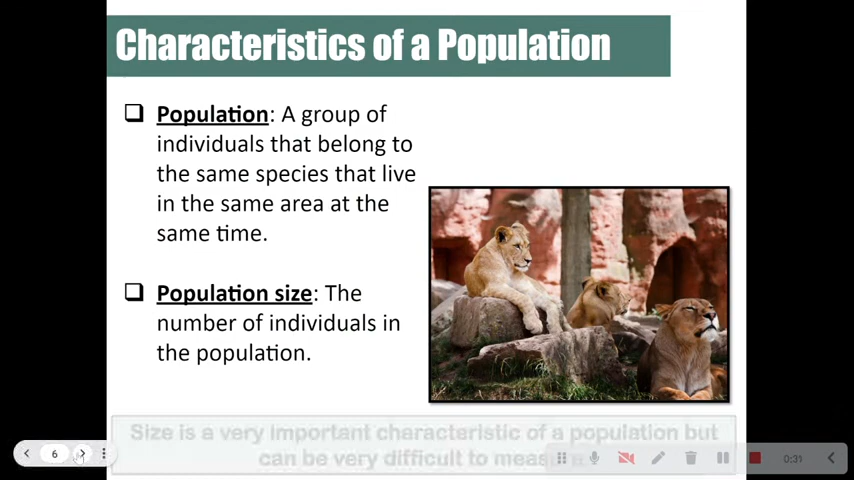 Characteristics of a Population
❑ Population: A group of
individuals that belong to
the same species that live
in the same area at the
same time.
❑ Population size: The
number of individuals in
the population.
Size is a very important characteristic of a population but
can be very difficult to
6
0:31